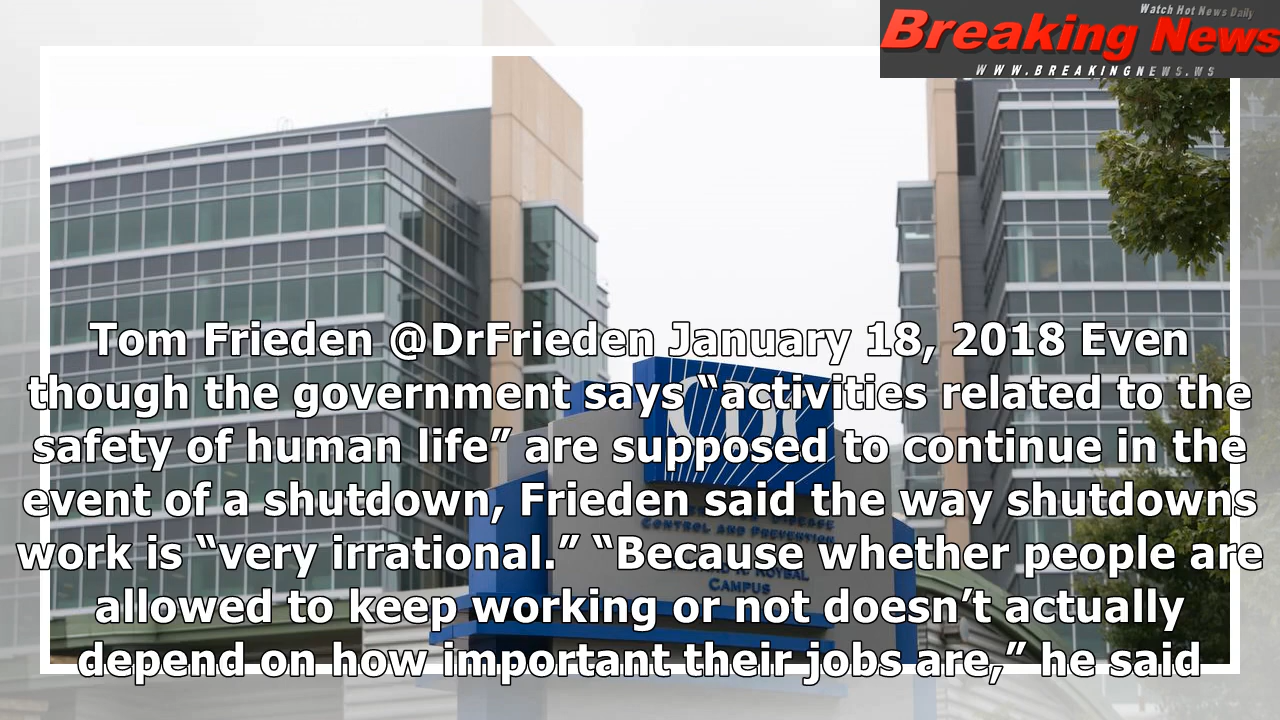 Watch Hot News Daily
Breaking News
WWW.BREAKINGNEWS.WS
Tom Frieden @DrFrieden January 18, 2018 Even
though the government says “activities related to the
safety of human life” are supposed to continue in the
event of a shutdown, Frieden said the way shutdowns
work is “very irrational.” “Because whether people are
allowed to keep working or not doesn’t actually
depend on how important their jobs are,” he said
CDC
Control and Prevention
Campus